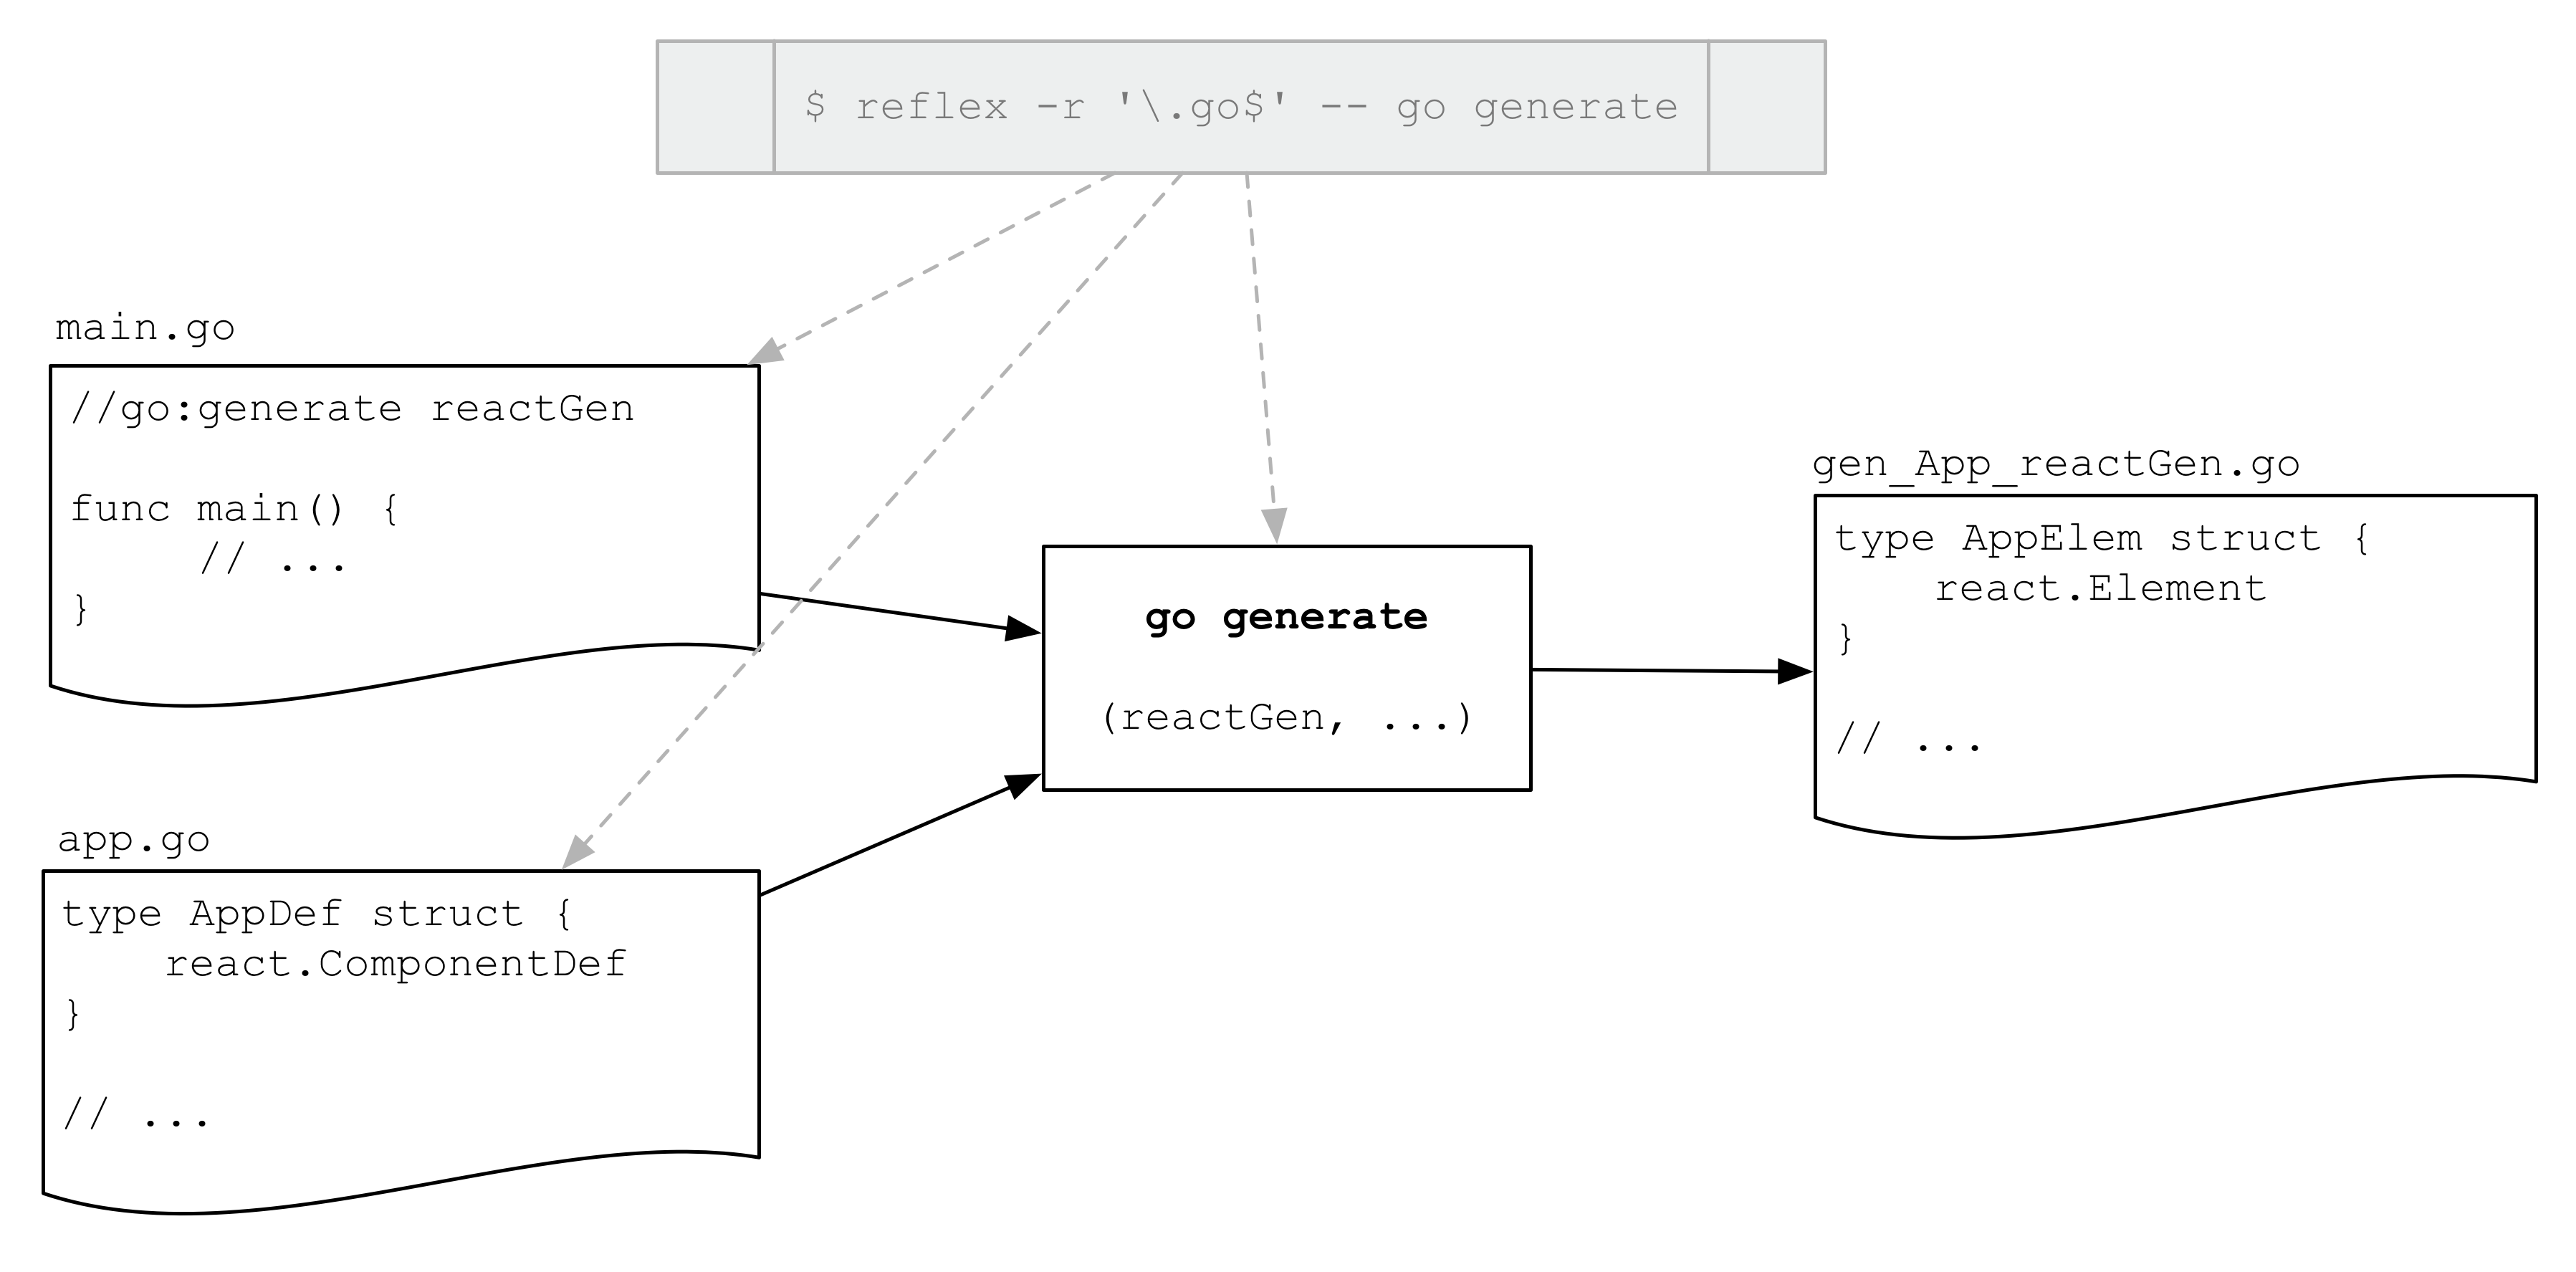 $ reflex -r '\.go$' -- go generate
main.go
//go:generate reactGen
func main() {
// ...
}
app.go
type AppDef struct {
react.ComponentDef
}
// ...
go generate
(reactGen, ...)
gen_App_reactGen.go
type AppElem struct {
react.Element
}
// ...